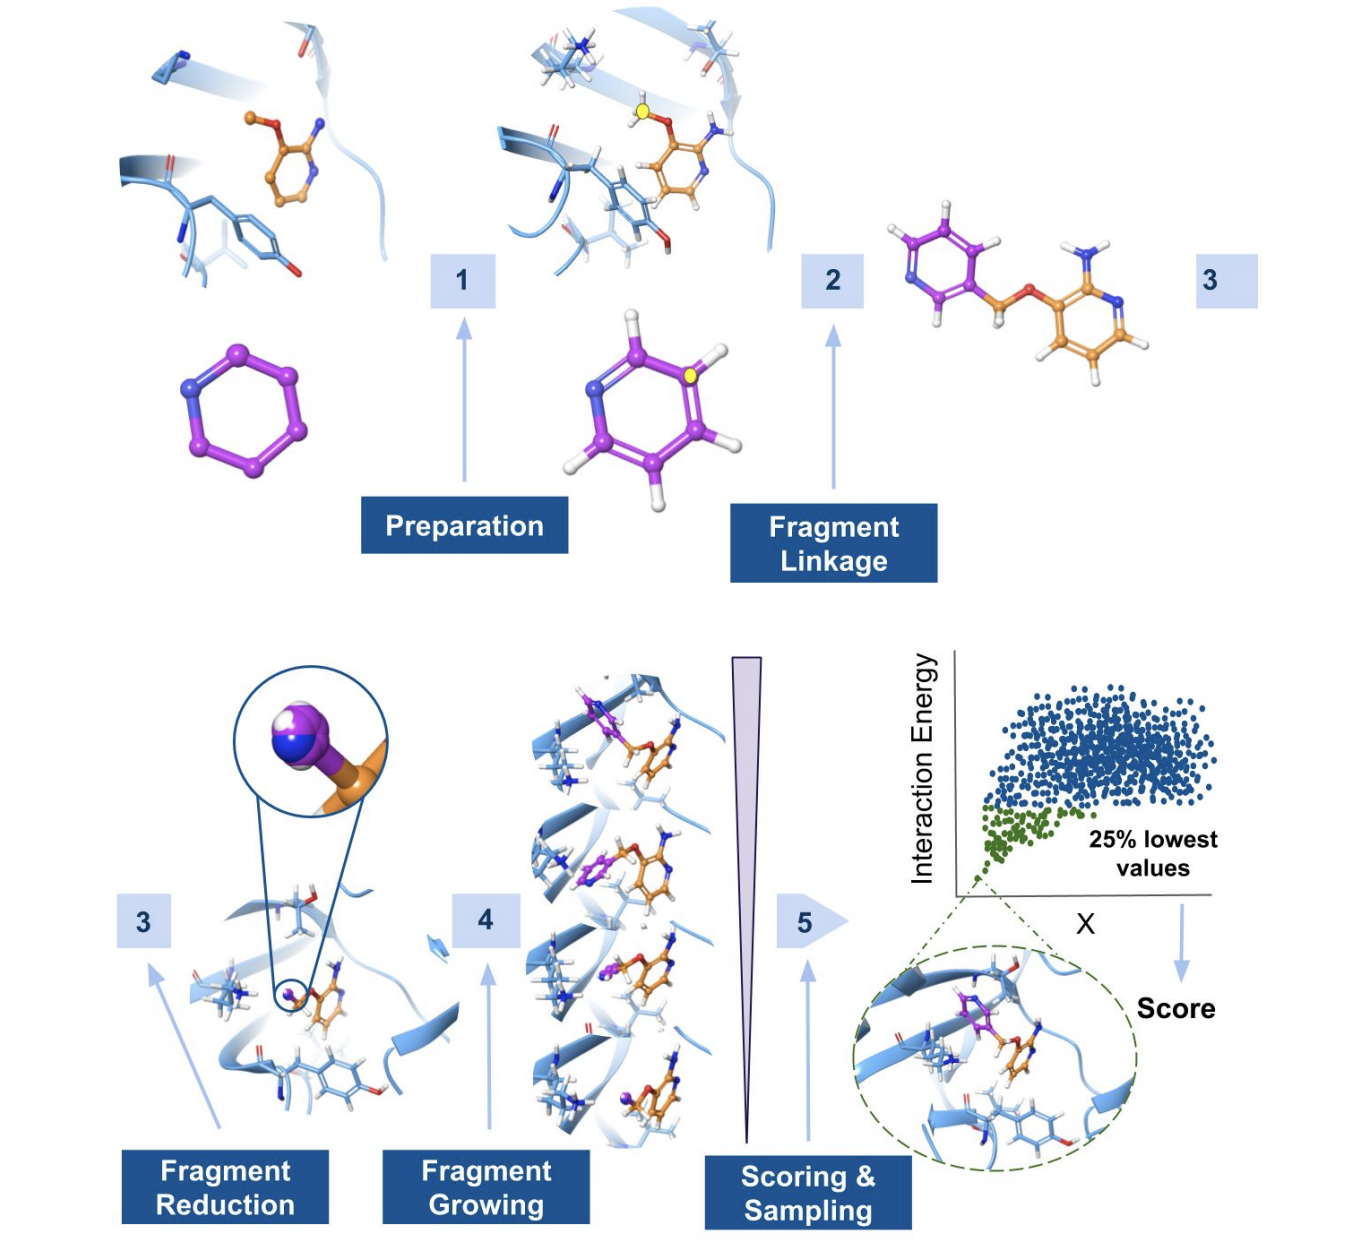 1
2
3
Preparation
Fragment
Linkage
Interaction Energy
25% lowest
values
3
4
5
X
Score
Fragment
Reduction
Fragment
Growing
Scoring &
Sampling